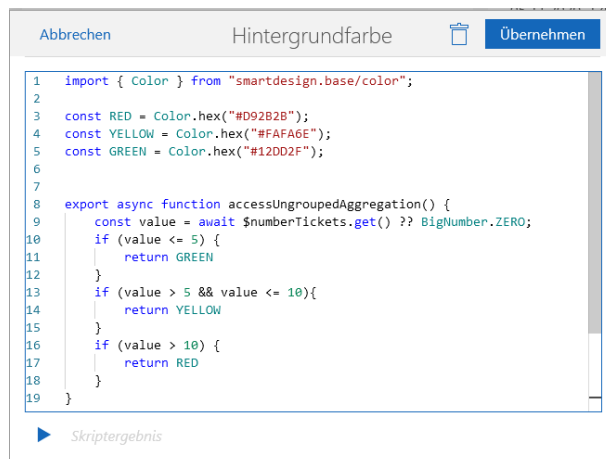 Abbrechen Hintergrundfarbe Übernehmen
1 import { Color } from "smartdesign.base/color";
2
3 const RED = Color.hex("#D92B2B");
4 const YELLOW = Color.hex("#FAFA6E");
5 const GREEN = Color.hex("#12DD2F");
6
7
8 export async function accessUngroupedAggregation() {
9     const value = await $numberTickets.get() ?? BigNumber.ZERO;
10     if (value <= 5) {
11         return GREEN
12     }
13     if (value > 5 && value <= 10){
14         return YELLOW
15     }
16     if (value > 10) {
17         return RED
18     }
19 }
Skriptergebnis